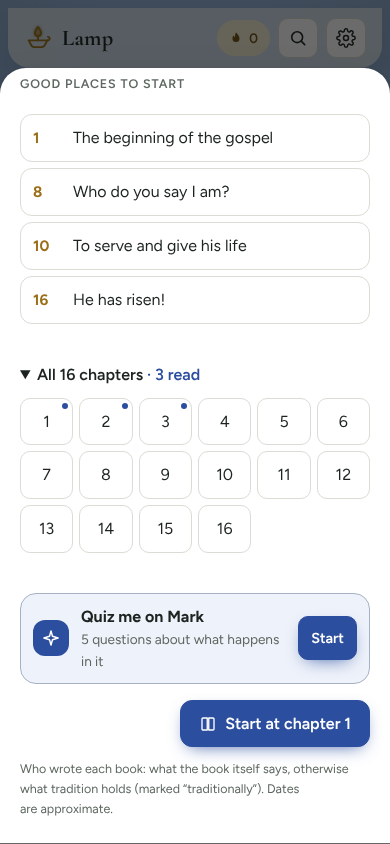 Lamp
0
GOOD PLACES TO START
1 The beginning of the gospel
8 Who do you say I am?
10 To serve and give his life
16 He has risen!
▼ All 16 chapters · 3 read
1 2 3 4 5 6
7 8 9 10 11 12
13 14 15 16
Quiz me on Mark
5 questions about what happens
in it
Start
Start at chapter 1
Who wrote each book: what the book itself says, otherwise
what tradition holds (marked “traditionally”). Dates
are approximate.